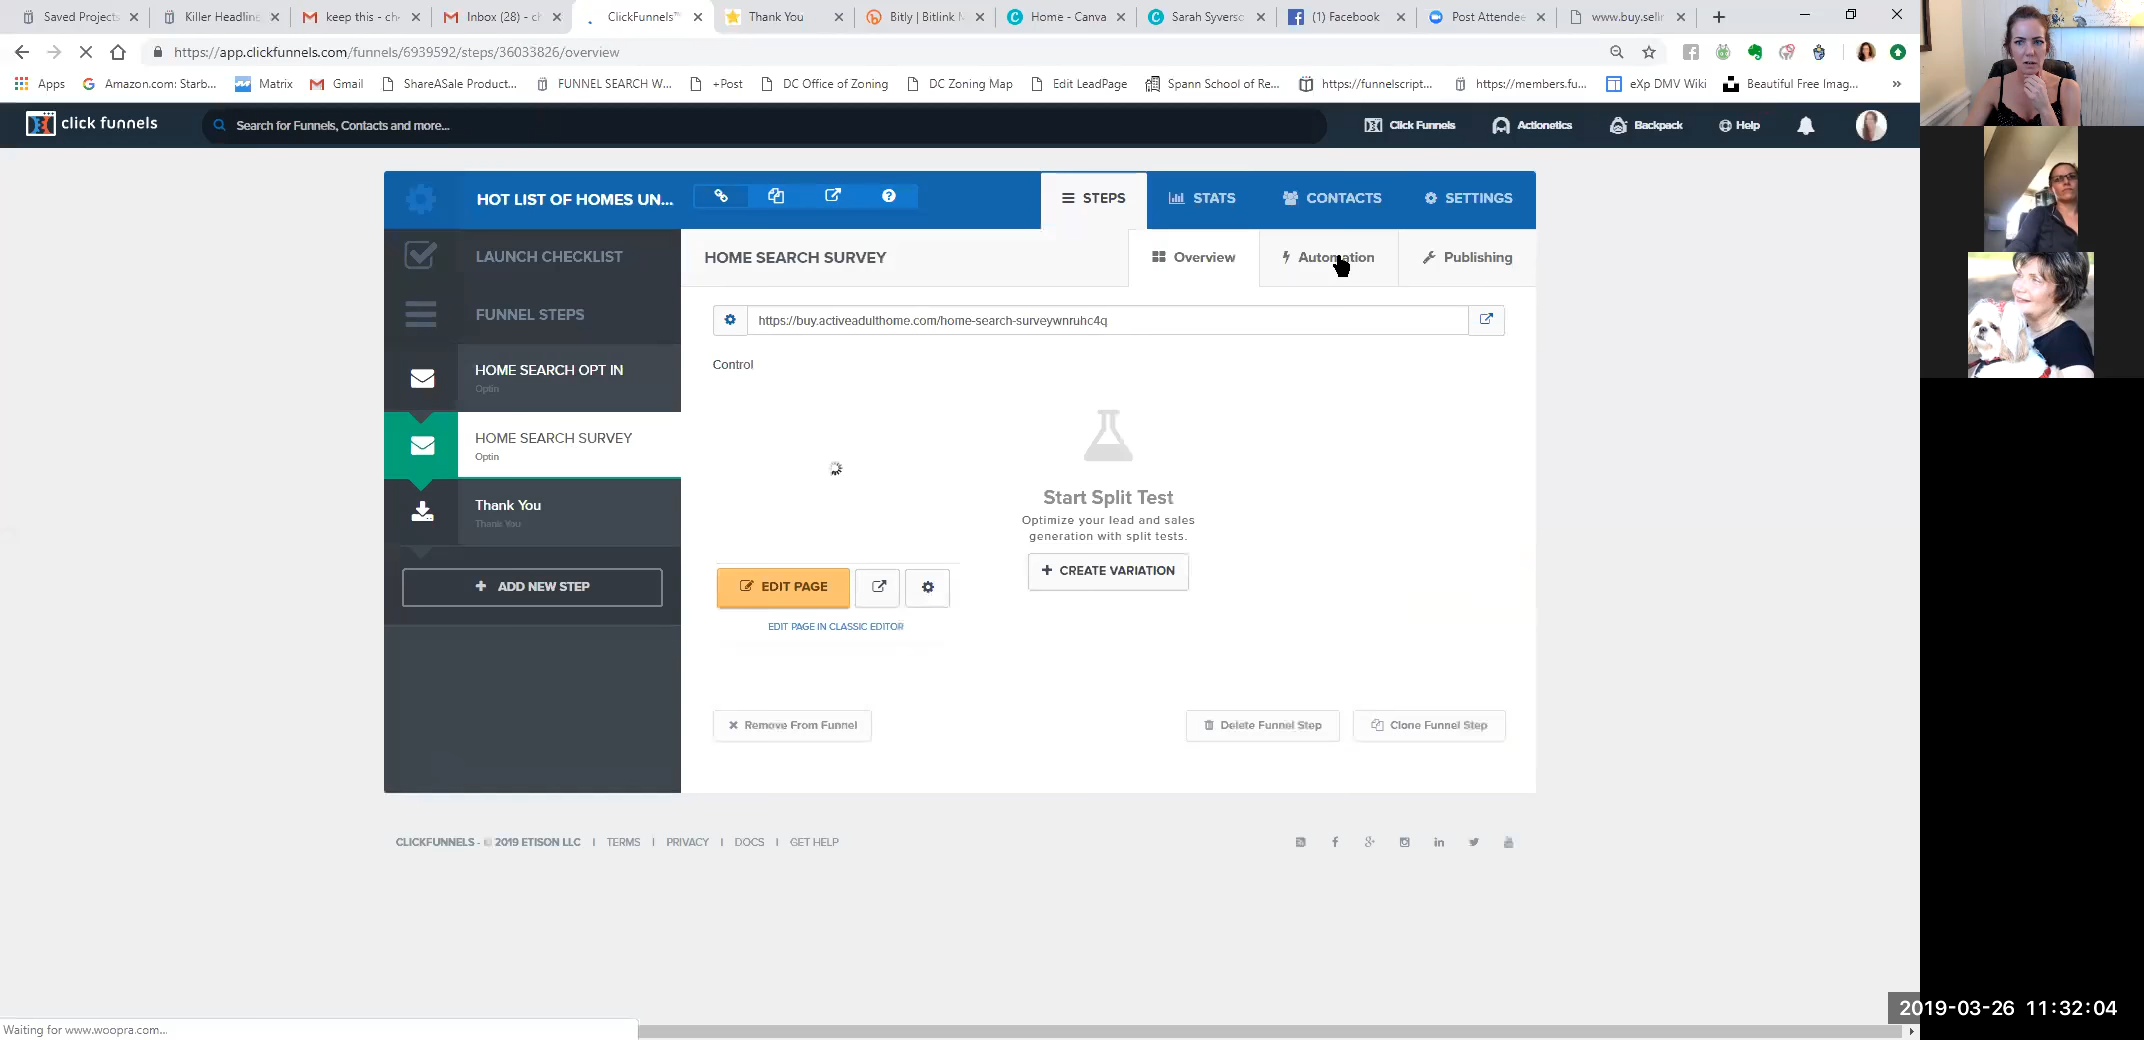 Saved Projects
Killer Headline
keep this - ch
Inbox (28) - ch
ClickFunnels™
Thank You
Bitly | Bitlink M
Home - Canva
Sarah Syverso
(1) Facebook
Post Attendee
www.buy.sellir
https://app.clickfunnels.com/funnels/6939592/steps/36033826/overview
Apps
Amazon.com: Starb...
Matrix
Gmail
ShareASale Product...
FUNNEL SEARCH W...
+Post
DC Office of Zoning
DC Zoning Map
Edit LeadPage
Spann School of Re...
https://funnelscript...
https://members.fu...
eXp DMV Wiki
Beautiful Free Imag...
»
click funnels
Search for Funnels, Contacts and more...
Click Funnels
Actionetics
Backpack
Help
HOT LIST OF HOMES UN...
STEPS
STATS
CONTACTS
SETTINGS
LAUNCH CHECKLIST
FUNNEL STEPS
HOME SEARCH OPT IN
Optin
HOME SEARCH SURVEY
Optin
Thank You
Thank You
+ ADD NEW STEP
HOME SEARCH SURVEY
Overview
Automation
Publishing
https://buy.activeadulthome.com/home-search-surveywnruhc4q
Control
Start Split Test
Optimize your lead and sales
generation with split tests.
+ CREATE VARIATION
EDIT PAGE
EDIT PAGE IN CLASSIC EDITOR
Remove From Funnel
Delete Funnel Step
Clone Funnel Step
CLICKFUNNELS - © 2019 ETISON LLC | TERMS | PRIVACY | DOCS | GET HELP
Waiting for www.woopra.com...
2019-03-26 11:32:04